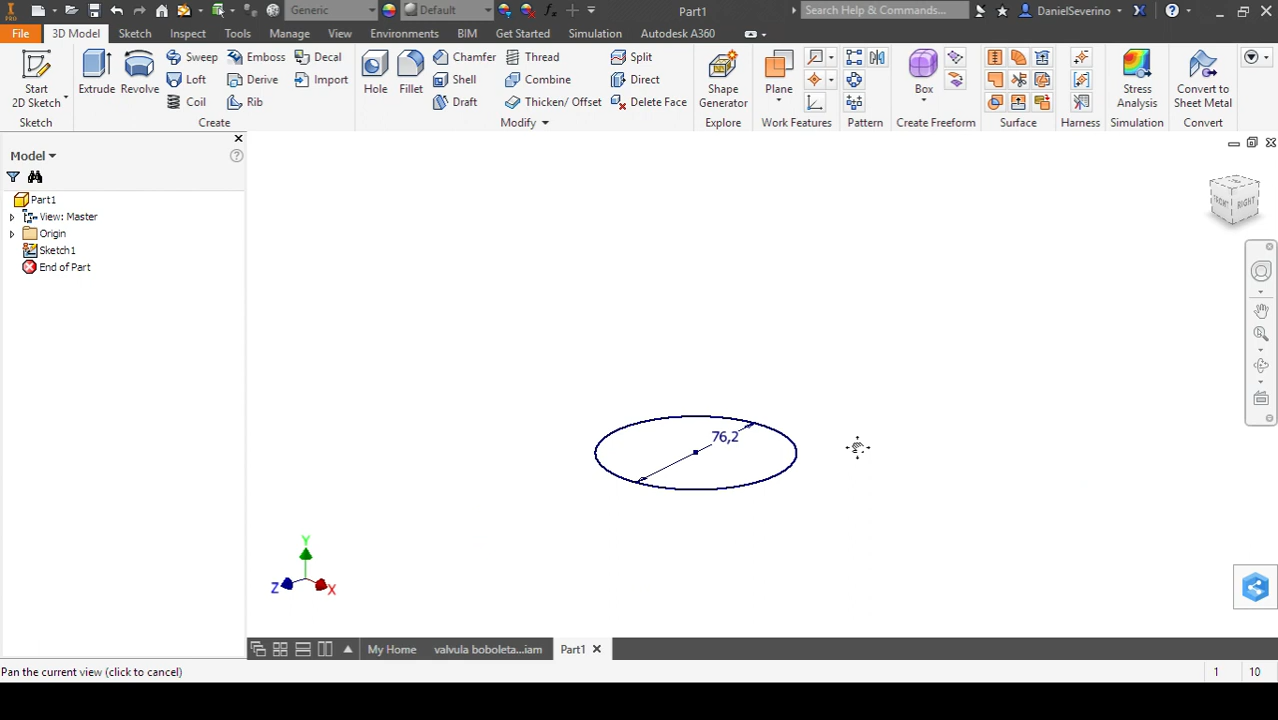 PRO
Generic
Default
Part1
Search Help & Commands...
DanielSeverino
File
3D Model
Sketch
Inspect
Tools
Manage
View
Environments
BIM
Get Started
Simulation
Autodesk A360
Start
2D Sketch
Sketch
Extrude
Revolve
Sweep
Loft
Coil
Emboss
Derive
Rib
Decal
Import
Create
Hole
Fillet
Chamfer
Shell
Draft
Thread
Combine
Thicken/ Offset
Split
Direct
Delete Face
Modify
Shape
Generator
Explore
Plane
Work Features
Pattern
Box
Create Freeform
Surface
Harness
Stress
Analysis
Simulation
Convert to
Sheet Metal
Convert
Model
Part1
View: Master
Origin
Sketch1
End of Part
FRONT
RIGHT
76,2
Y
Z
X
My Home
valvula boboleta...iam
Part1
Pan the current view (click to cancel)
1
10